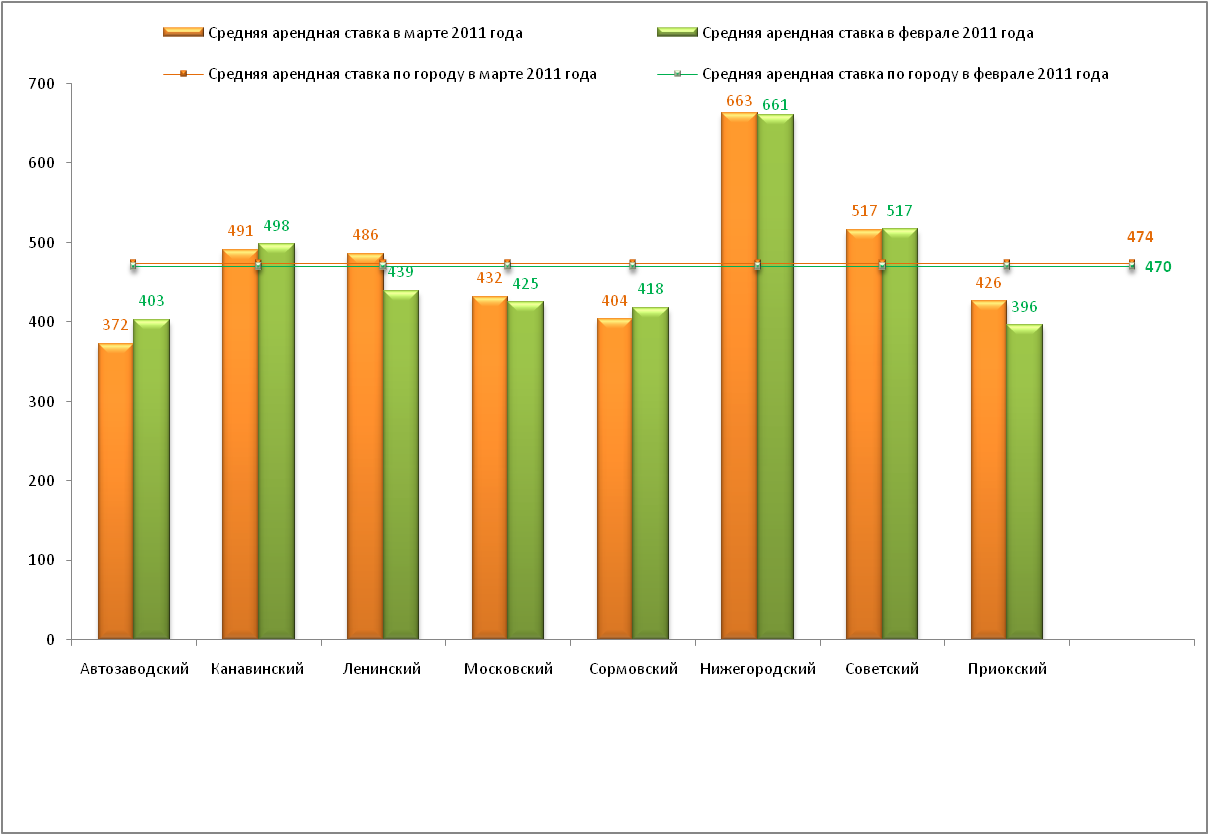 Средняя арендная ставка в марте 2011 года
Средняя арендная ставка в феврале 2011 года
Средняя арендная ставка по городу в марте 2011 года
Средняя арендная ставка по городу в феврале 2011 года
700
600
500
400
300
200
100
0
372
403
491
498
486
439
432
425
404
418
663
661
517
517
426
396
474
470
Автозаводский
Канавинский
Ленинский
Московский
Сормовский
Нижегородский
Советский
Приокский